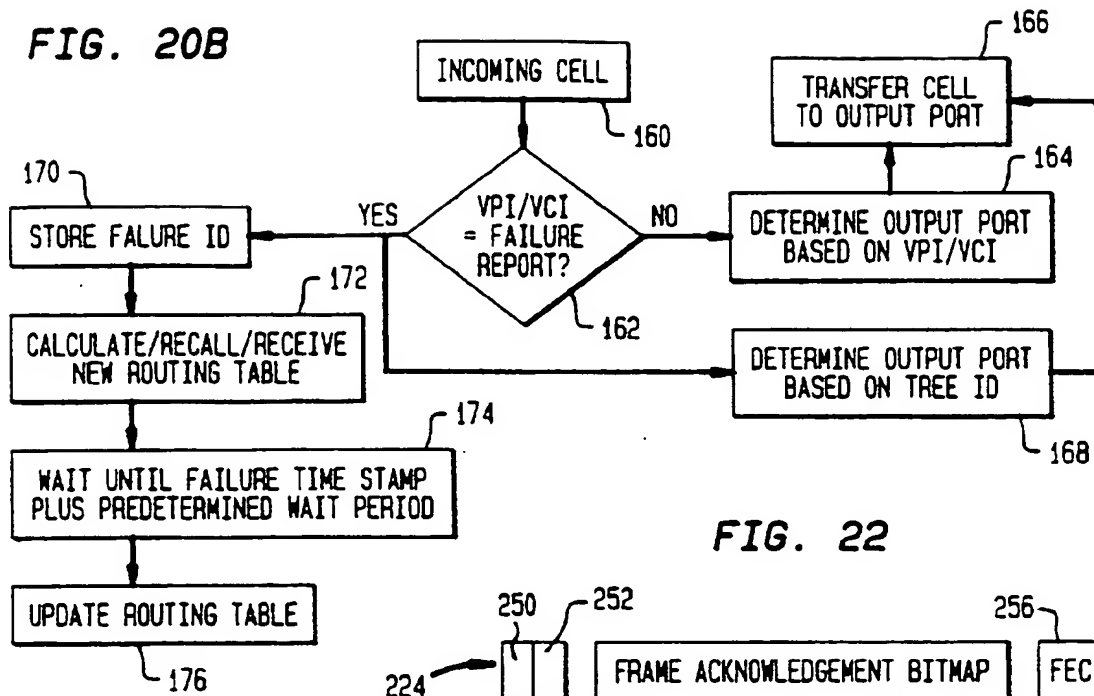 FIG. 20B
INCOMING CELL
160
166
TRANSFER CELL
TO OUTPUT PORT
164
VPI/VCI
= FAILURE
REPORT?
162
YES
NO
DETERMINE OUTPUT PORT
BASED ON VPI/VCI
170
STORE FALURE ID
172
CALCULATE/RECALL/RECEIVE
NEW ROUTING TABLE
DETERMINE OUTPUT PORT
BASED ON TREE ID
168
174
WAIT UNTIL FAILURE TIME STAMP
PLUS PREDETERMINED WAIT PERIOD
UPDATE ROUTING TABLE
176
FIG. 22
224
250
252
FRAME ACKNOWLEDGEMENT BITMAP
256
FEC